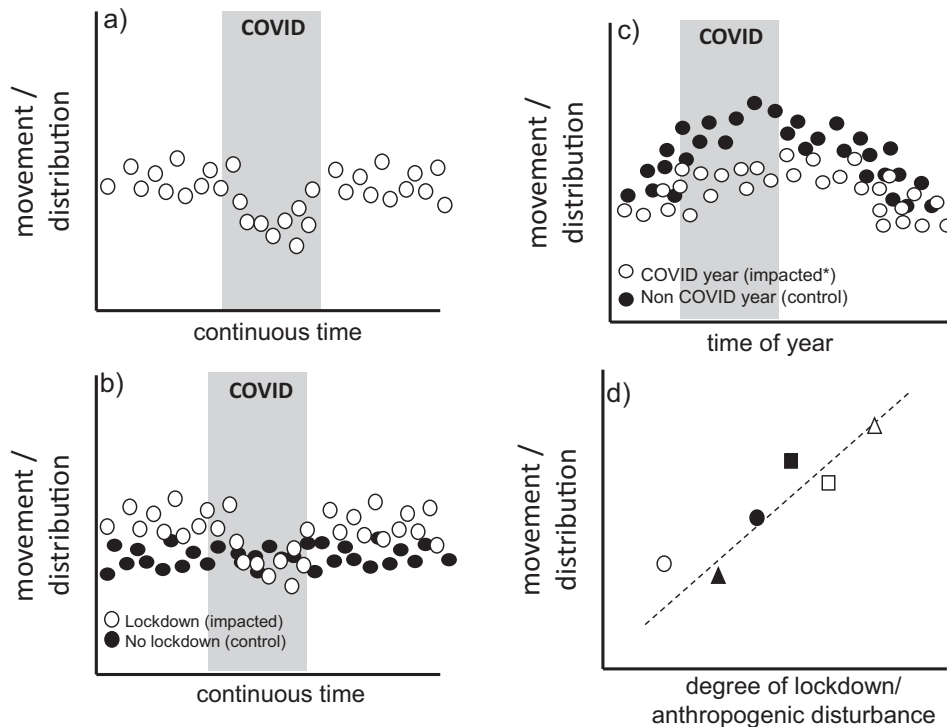 a)
COVID
movement /
distribution
continuous time
b)
COVID
movement /
distribution
Lockdown (impacted)
No lockdown (control)
continuous time
c)
COVID
movement /
distribution
COVID year (impacted*)
Non COVID year (control)
time of year
d)
movement /
distribution
degree of lockdown/
anthropogenic disturbance